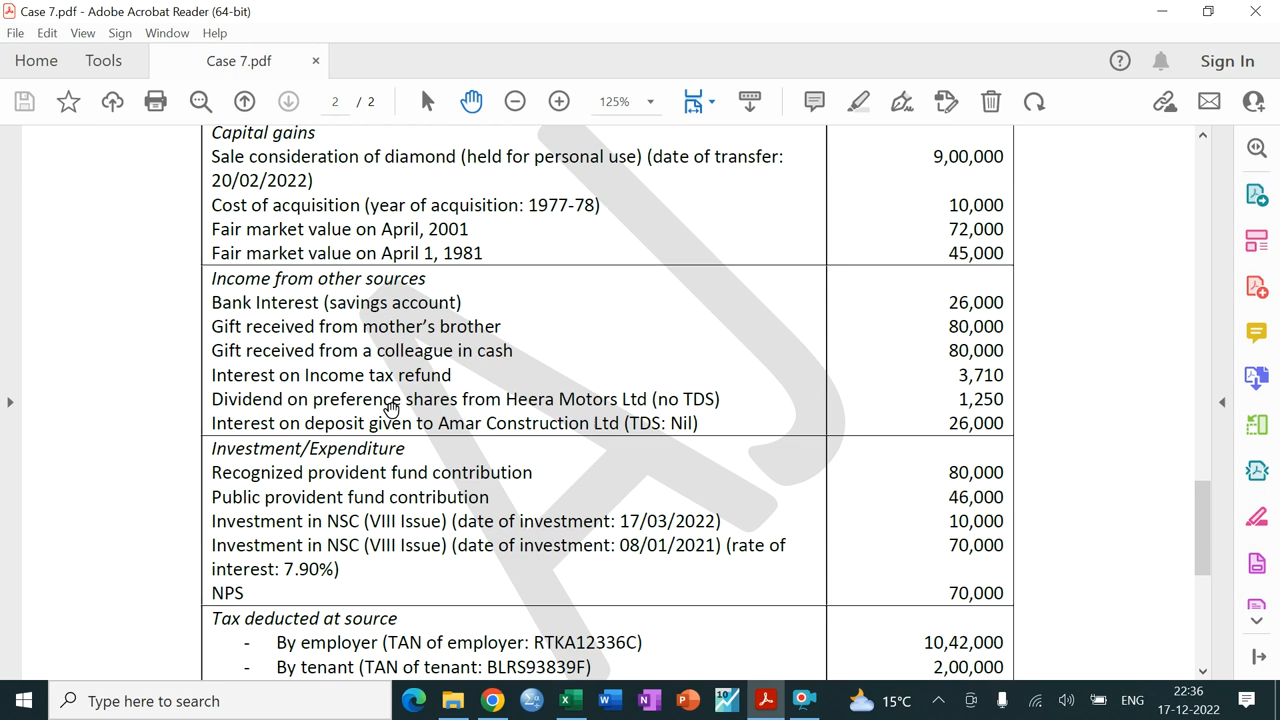 Case 7.pdf - Adobe Acrobat Reader (64-bit)
File Edit View Sign Window Help
Home Tools Case 7.pdf × Sign In
2 / 2 125%
Capital gains
Sale consideration of diamond (held for personal use) (date of transfer: 9,00,000
20/02/2022)
Cost of acquisition (year of acquisition: 1977-78) 10,000
Fair market value on April, 2001 72,000
Fair market value on April 1, 1981 45,000
Income from other sources
Bank Interest (savings account) 26,000
Gift received from mother's brother 80,000
Gift received from a colleague in cash 80,000
Interest on Income tax refund 3,710
Dividend on preference shares from Heera Motors Ltd (no TDS) 1,250
Interest on deposit given to Amar Construction Ltd (TDS: Nil) 26,000
Investment/Expenditure
Recognized provident fund contribution 80,000
Public provident fund contribution 46,000
Investment in NSC (VIII Issue) (date of investment: 17/03/2022) 10,000
Investment in NSC (VIII Issue) (date of investment: 08/01/2021) (rate of 70,000
interest: 7.90%)
NPS 70,000
Tax deducted at source
- By employer (TAN of employer: RTKA12336C) 10,42,000
- By tenant (TAN of tenant: BLRS93839F) 2,00,000
AJ
Type here to search 10 15°C ENG 22:36
17-12-2022